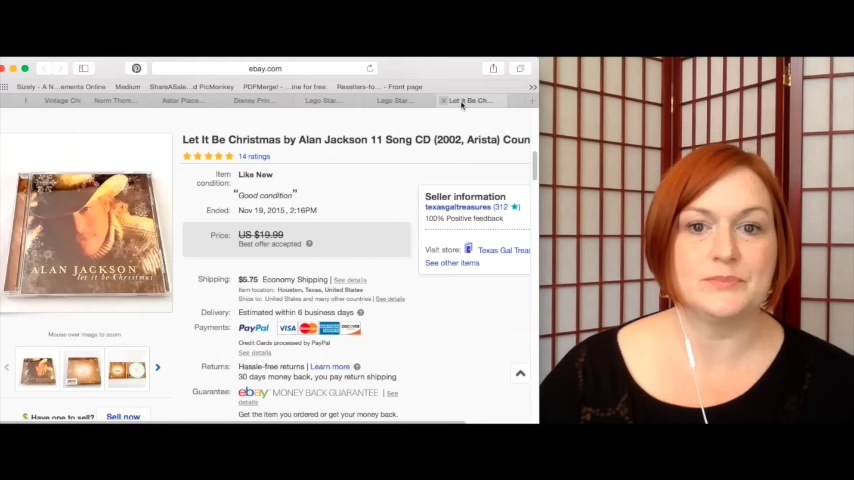 ebay.com
Sizely - A N...ements Online Medium ShareASale...d PicMonkey PDFMerge! - ...ine for free. Resellers-fo... - Front page
Vintage Ch Norm Thom... Astor Place... Disney Prin... Lego Star... Lego Star... Let It Be Ch...
Let It Be Christmas by Alan Jackson 11 Song CD (2002, Arista) Coun
14 ratings
Item condition: Like New
"Good condition"
Ended: Nov 19, 2015, 2:16PM
Price: US $19.99
Best offer accepted
Seller information
texasgaltreasures (312)
100% Positive feedback
Visit store: Texas Gal Trea
See other items
Shipping: $5.75 Economy Shipping | See details
Item location: Houston, Texas, United States
Ships to: United States and many other countries | See details
Delivery: Estimated within 6 business days
Payments: PayPal VISA MasterCard DISCOVER
Credit Cards processed by PayPal
See details
Returns: Hassle-free returns | Learn more
30 days money back, you pay return shipping
Guarantee: ebay MONEY BACK GUARANTEE | See details
Get the item you ordered or get your money back.
ALAN JACKSON
let it be Christmas
Mouse over image to zoom
Have one to sell? Sell now